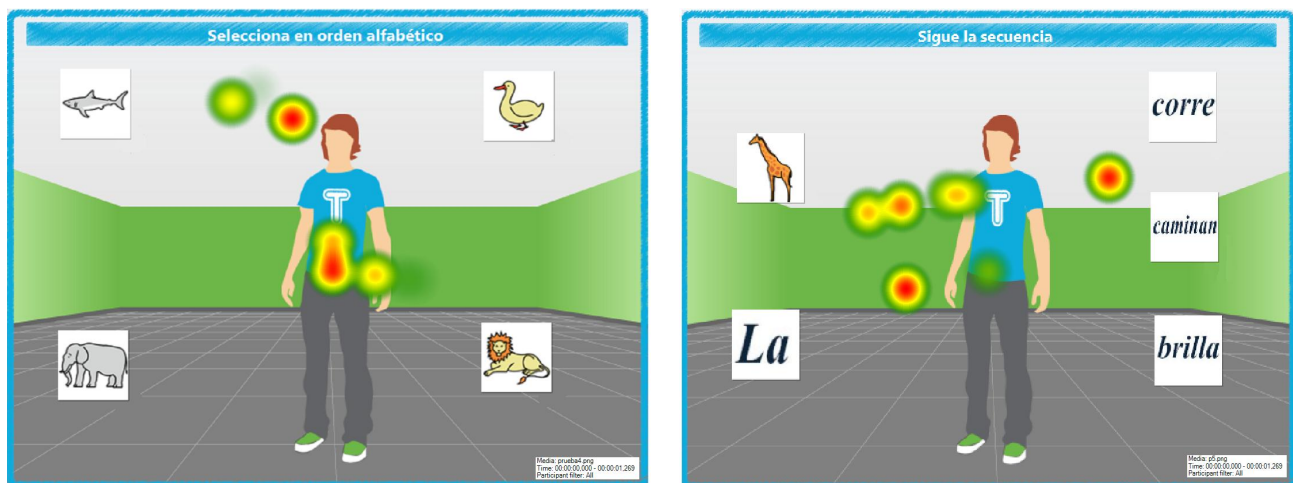 Selecciona en orden alfabético
T
Media: prueba4.png
Time: 00:00:00.000 - 00:00:01.269
Participant filter: All
Sigue la secuencia
corre
T
caminan
La
brilla
Media: p5.png
Time: 00:00:00.000 - 00:00:01.269
Participant filter: All